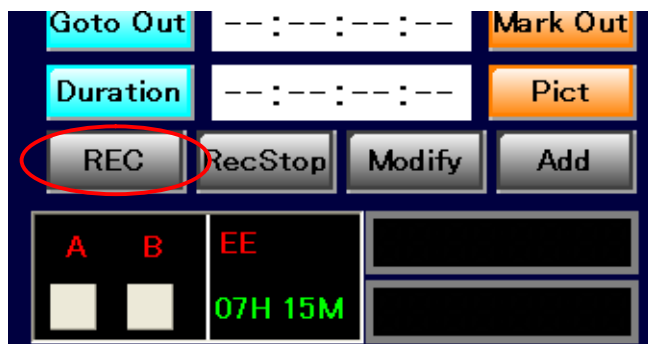 Goto Out --:--:--:-- Mark Out
Duration --:--:--:-- Pict
REC RecStop Modify Add
A B EE
07H 15M